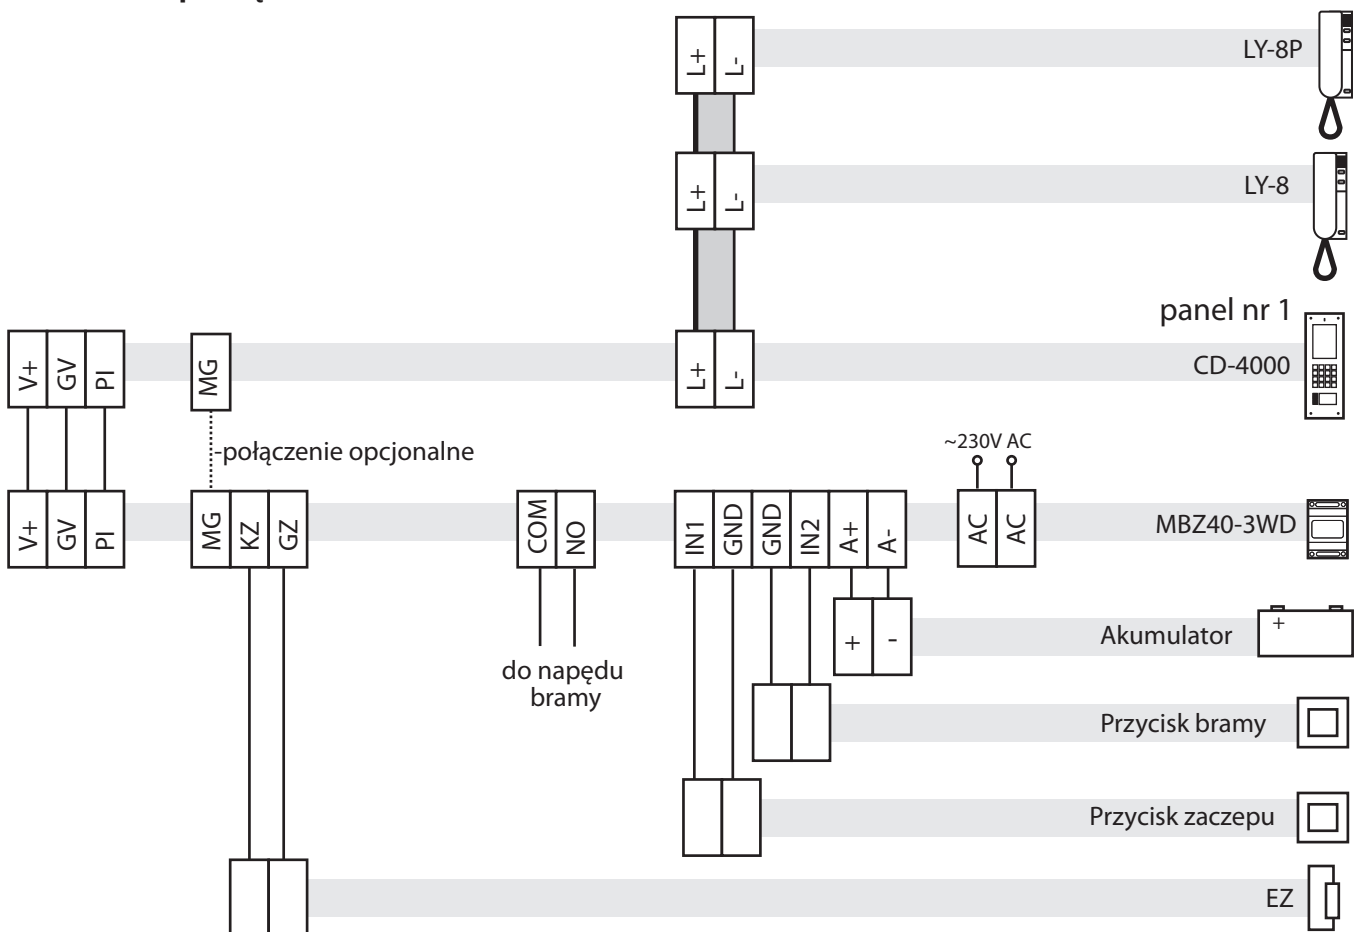 L+ L- LY-8P
L+ L- LY-8
panel nr 1
V+ GV PI MG L+ L- CD-4000
-połączenie opcjonalne
~230V AC
V+ GV PI MG KZ GZ COM NO IN1 GND GND IN2 A+ A- AC AC MBZ40-3WD
+ - Akumulator +
do napędu
bramy
Przycisk bramy
Przycisk zaczepu
EZ